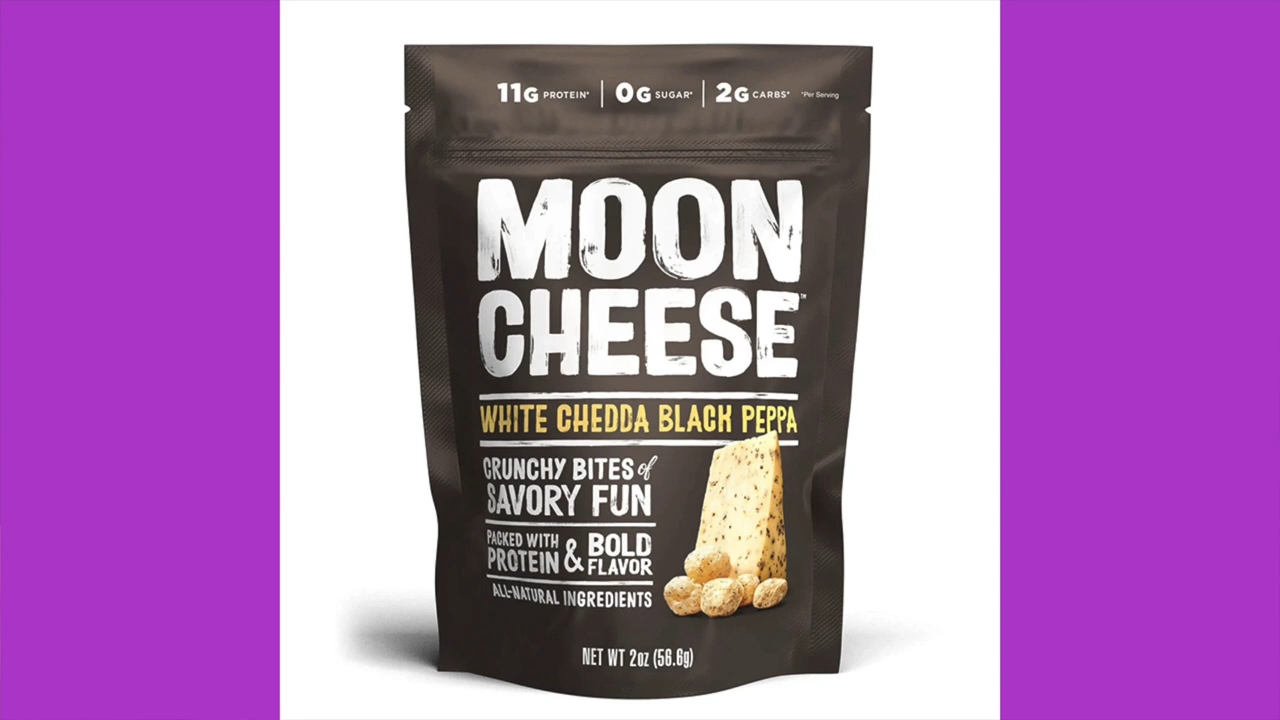 11G PROTEIN* | 0G SUGAR* | 2G CARBS* *Per Serving
MOON
CHEESE™
WHITE CHEDDA BLACK PEPPA
CRUNCHY BITES of
SAVORY FUN
PACKED WITH PROTEIN & BOLD FLAVOR
ALL-NATURAL INGREDIENTS
NET WT 2oz (56.6g)